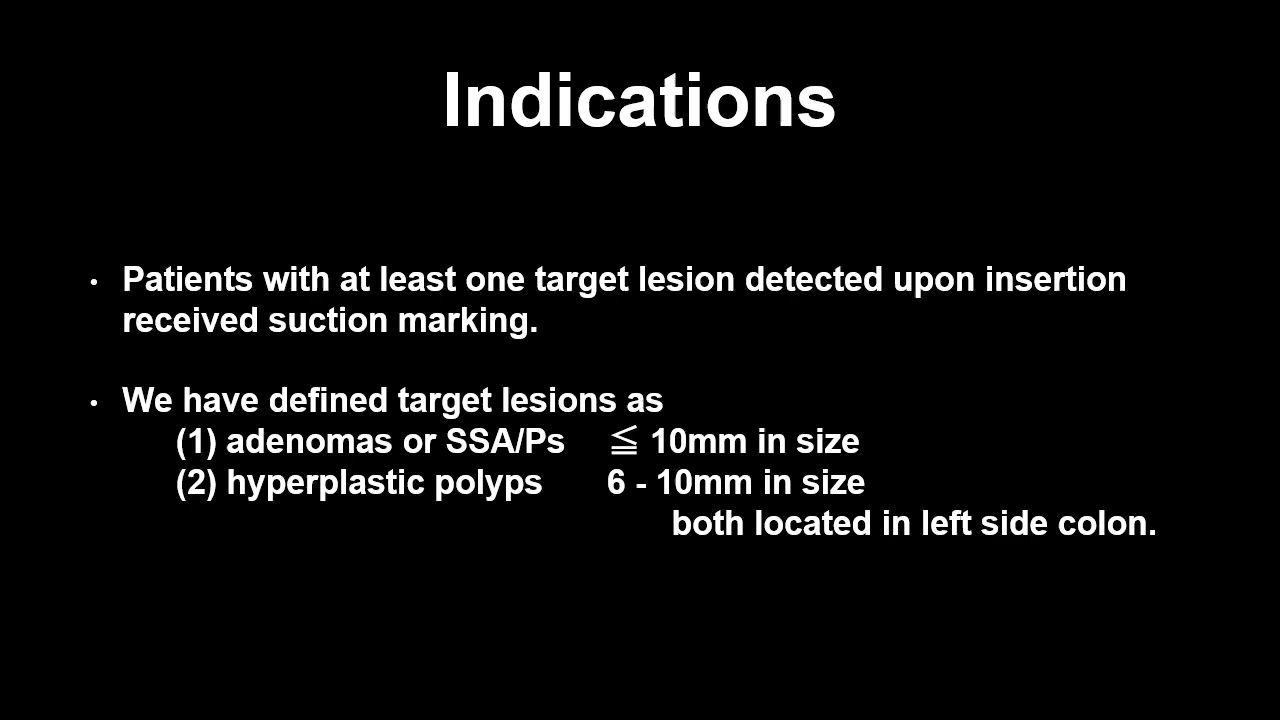 Indications
• Patients with at least one target lesion detected upon insertion
received suction marking.
• We have defined target lesions as
(1) adenomas or SSA/Ps ≦ 10mm in size
(2) hyperplastic polyps 6 - 10mm in size
both located in left side colon.